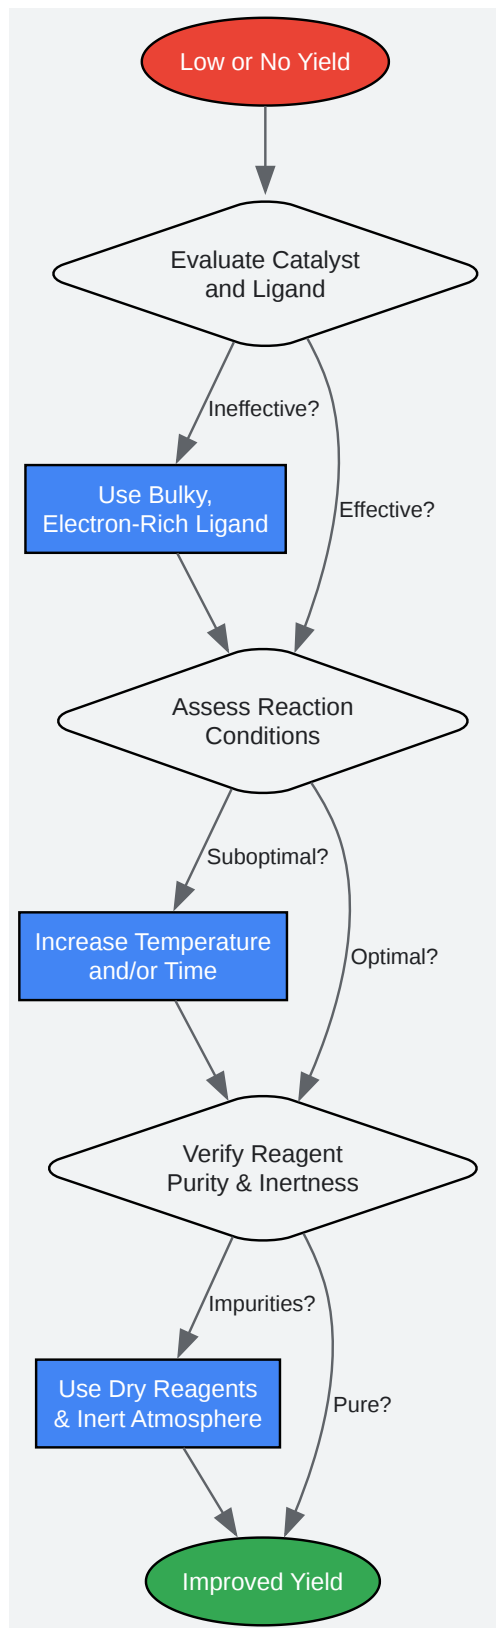 Low or No Yield
Evaluate Catalyst
and Ligand
Ineffective?
Use Bulky,
Electron-Rich Ligand
Effective?
Assess Reaction
Conditions
Suboptimal?
Increase Temperature
and/or Time
Optimal?
Verify Reagent
Purity & Inertness
Impurities?
Use Dry Reagents
& Inert Atmosphere
Pure?
Improved Yield